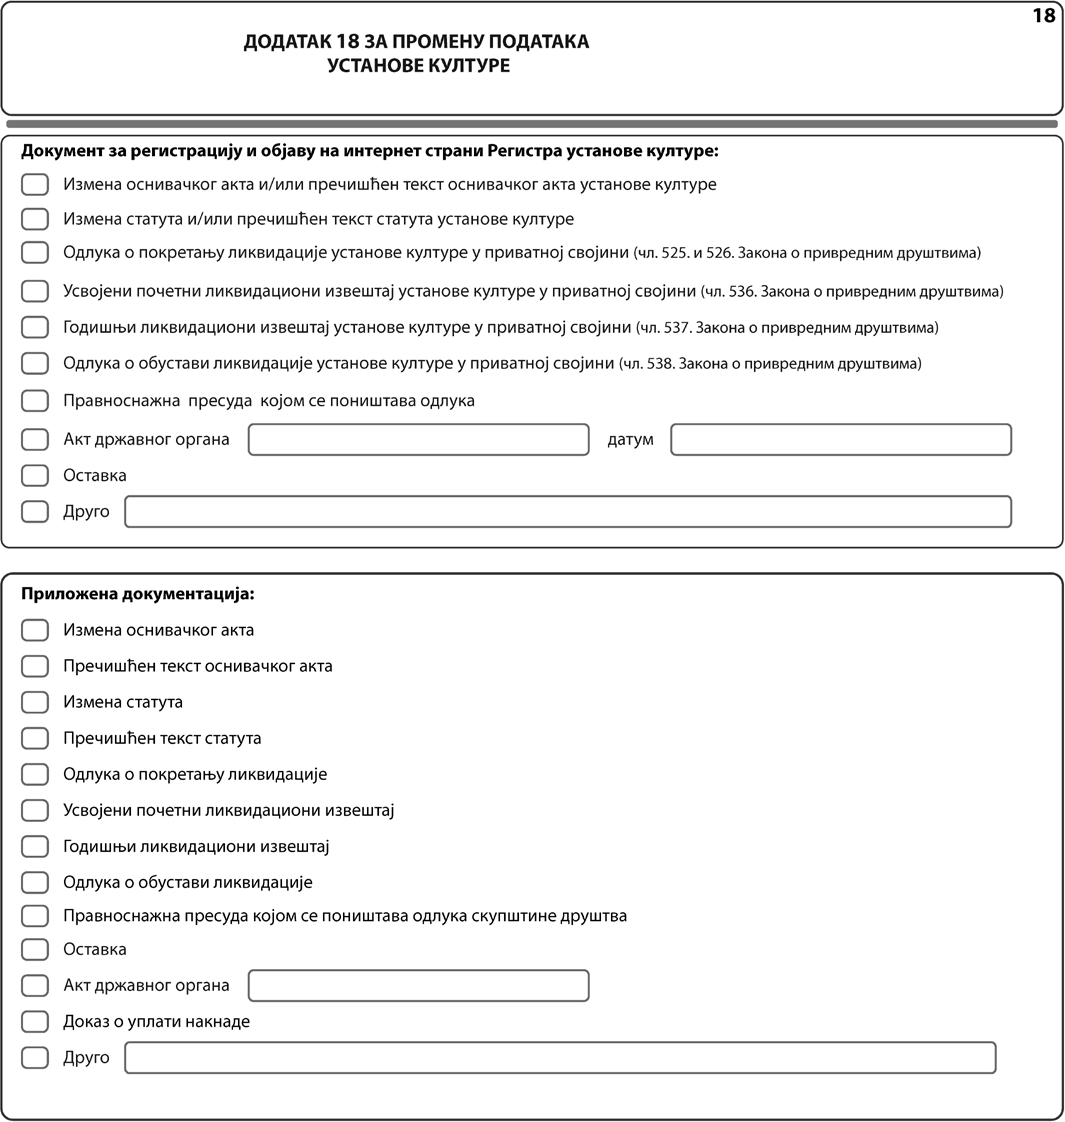 18
ДОДАТАК 18 ЗА ПРОМЕНУ ПОДАТАКА
УСТАНОВЕ КУЛТУРЕ
Документ за регистрацију и објаву на интернет страни Регистра установе културе:
Измена оснивачког акта и/или пречишћен текст оснивачког акта установе културе
Измена статута и/или пречишћен текст статута установе културе
Одлука о покретању ликвидације установе културе у приватној својини (чл. 525. и 526. Закона о привредним друштвима)
Усвојени почетни ликвидациони извештај установе културе у приватној својини (чл. 536. Закона о привредним друштвима)
Годишњи ликвидациони извештај установе културе у приватној својини (чл. 537. Закона о привредним друштвима)
Одлука о обустави ликвидације установе културе у приватној својини (чл. 538. Закона о привредним друштвима)
Правноснажна пресуда којом се поништава одлука
Акт државног органа датум
Оставка
Друго
Приложена документација:
Измена оснивачког акта
Пречишћен текст оснивачког акта
Измена статута
Пречишћен текст статута
Одлука о покретању ликвидације
Усвојени почетни ликвидациони извештај
Годишњи ликвидациони извештај
Одлука о обустави ликвидације
Правноснажна пресуда којом се поништава одлука скупштине друштва
Оставка
Акт државног органа
Доказ о уплати накнаде
Друго